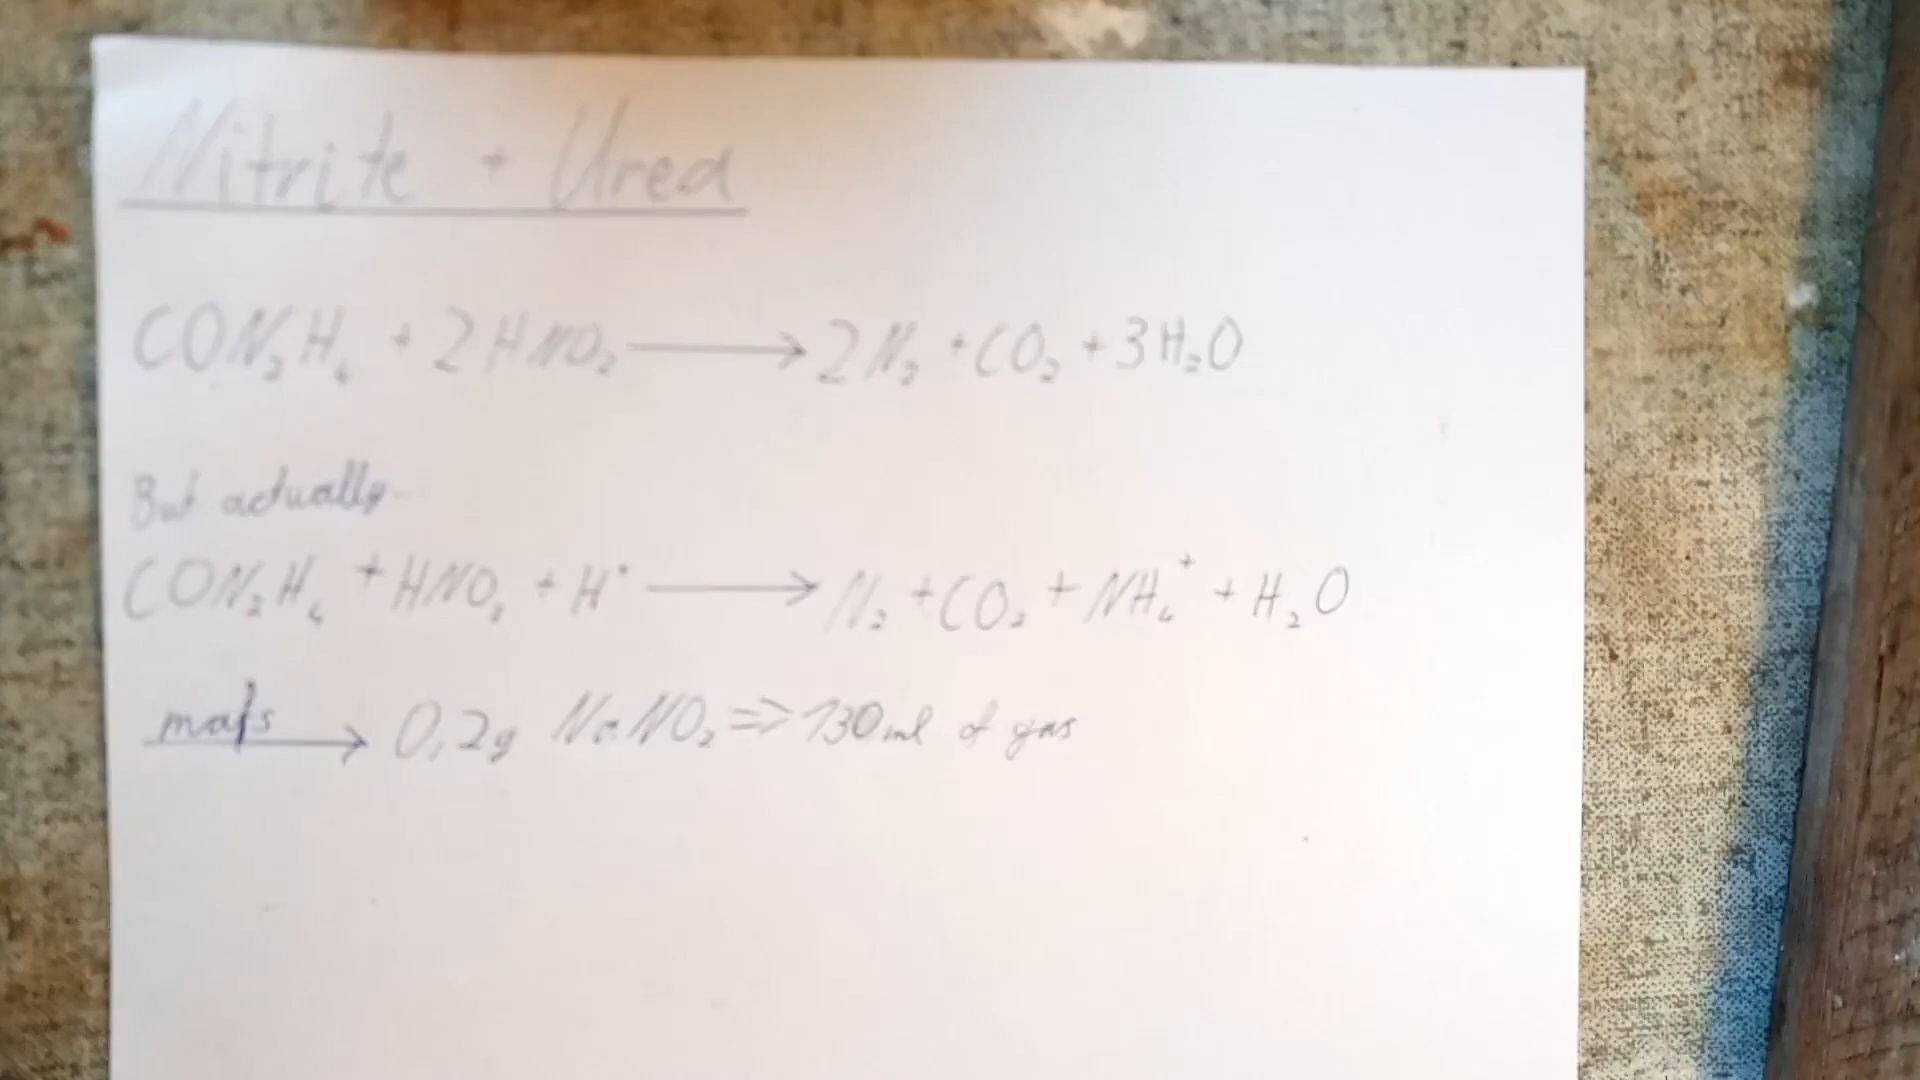 Nitrite + Urea
CON₂H₄ + 2HNO₂ ⟶ 2N₂ + CO₂ + 3H₂O
But actually
CON₂H₄ + HNO₂ + H⁺ ⟶ N₂ + CO₂ + NH₄⁺ + H₂O
mafs → 0,2g NaNO₂ => 130ml of gas